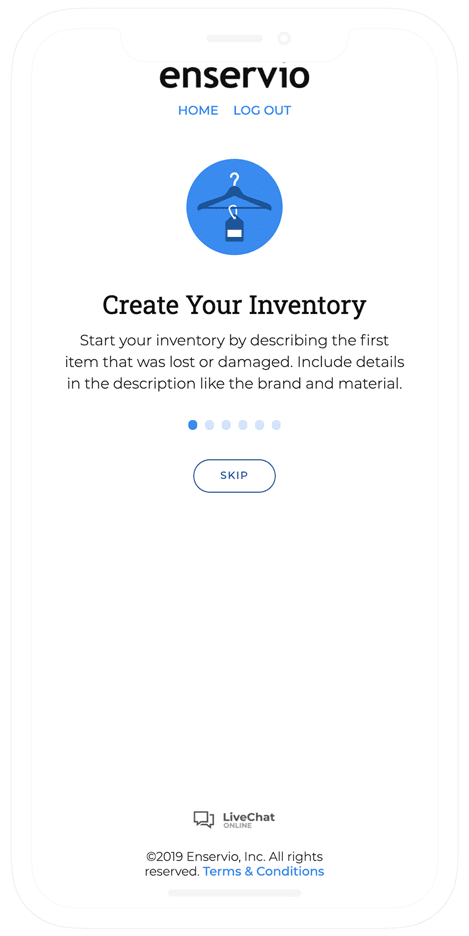 enservio
HOME LOG OUT
Create Your Inventory
Start your inventory by describing the first
item that was lost or damaged. Include details
in the description like the brand and material.
SKIP
LiveChat
ONLINE
©2019 Enservio, Inc. All rights
reserved. Terms & Conditions